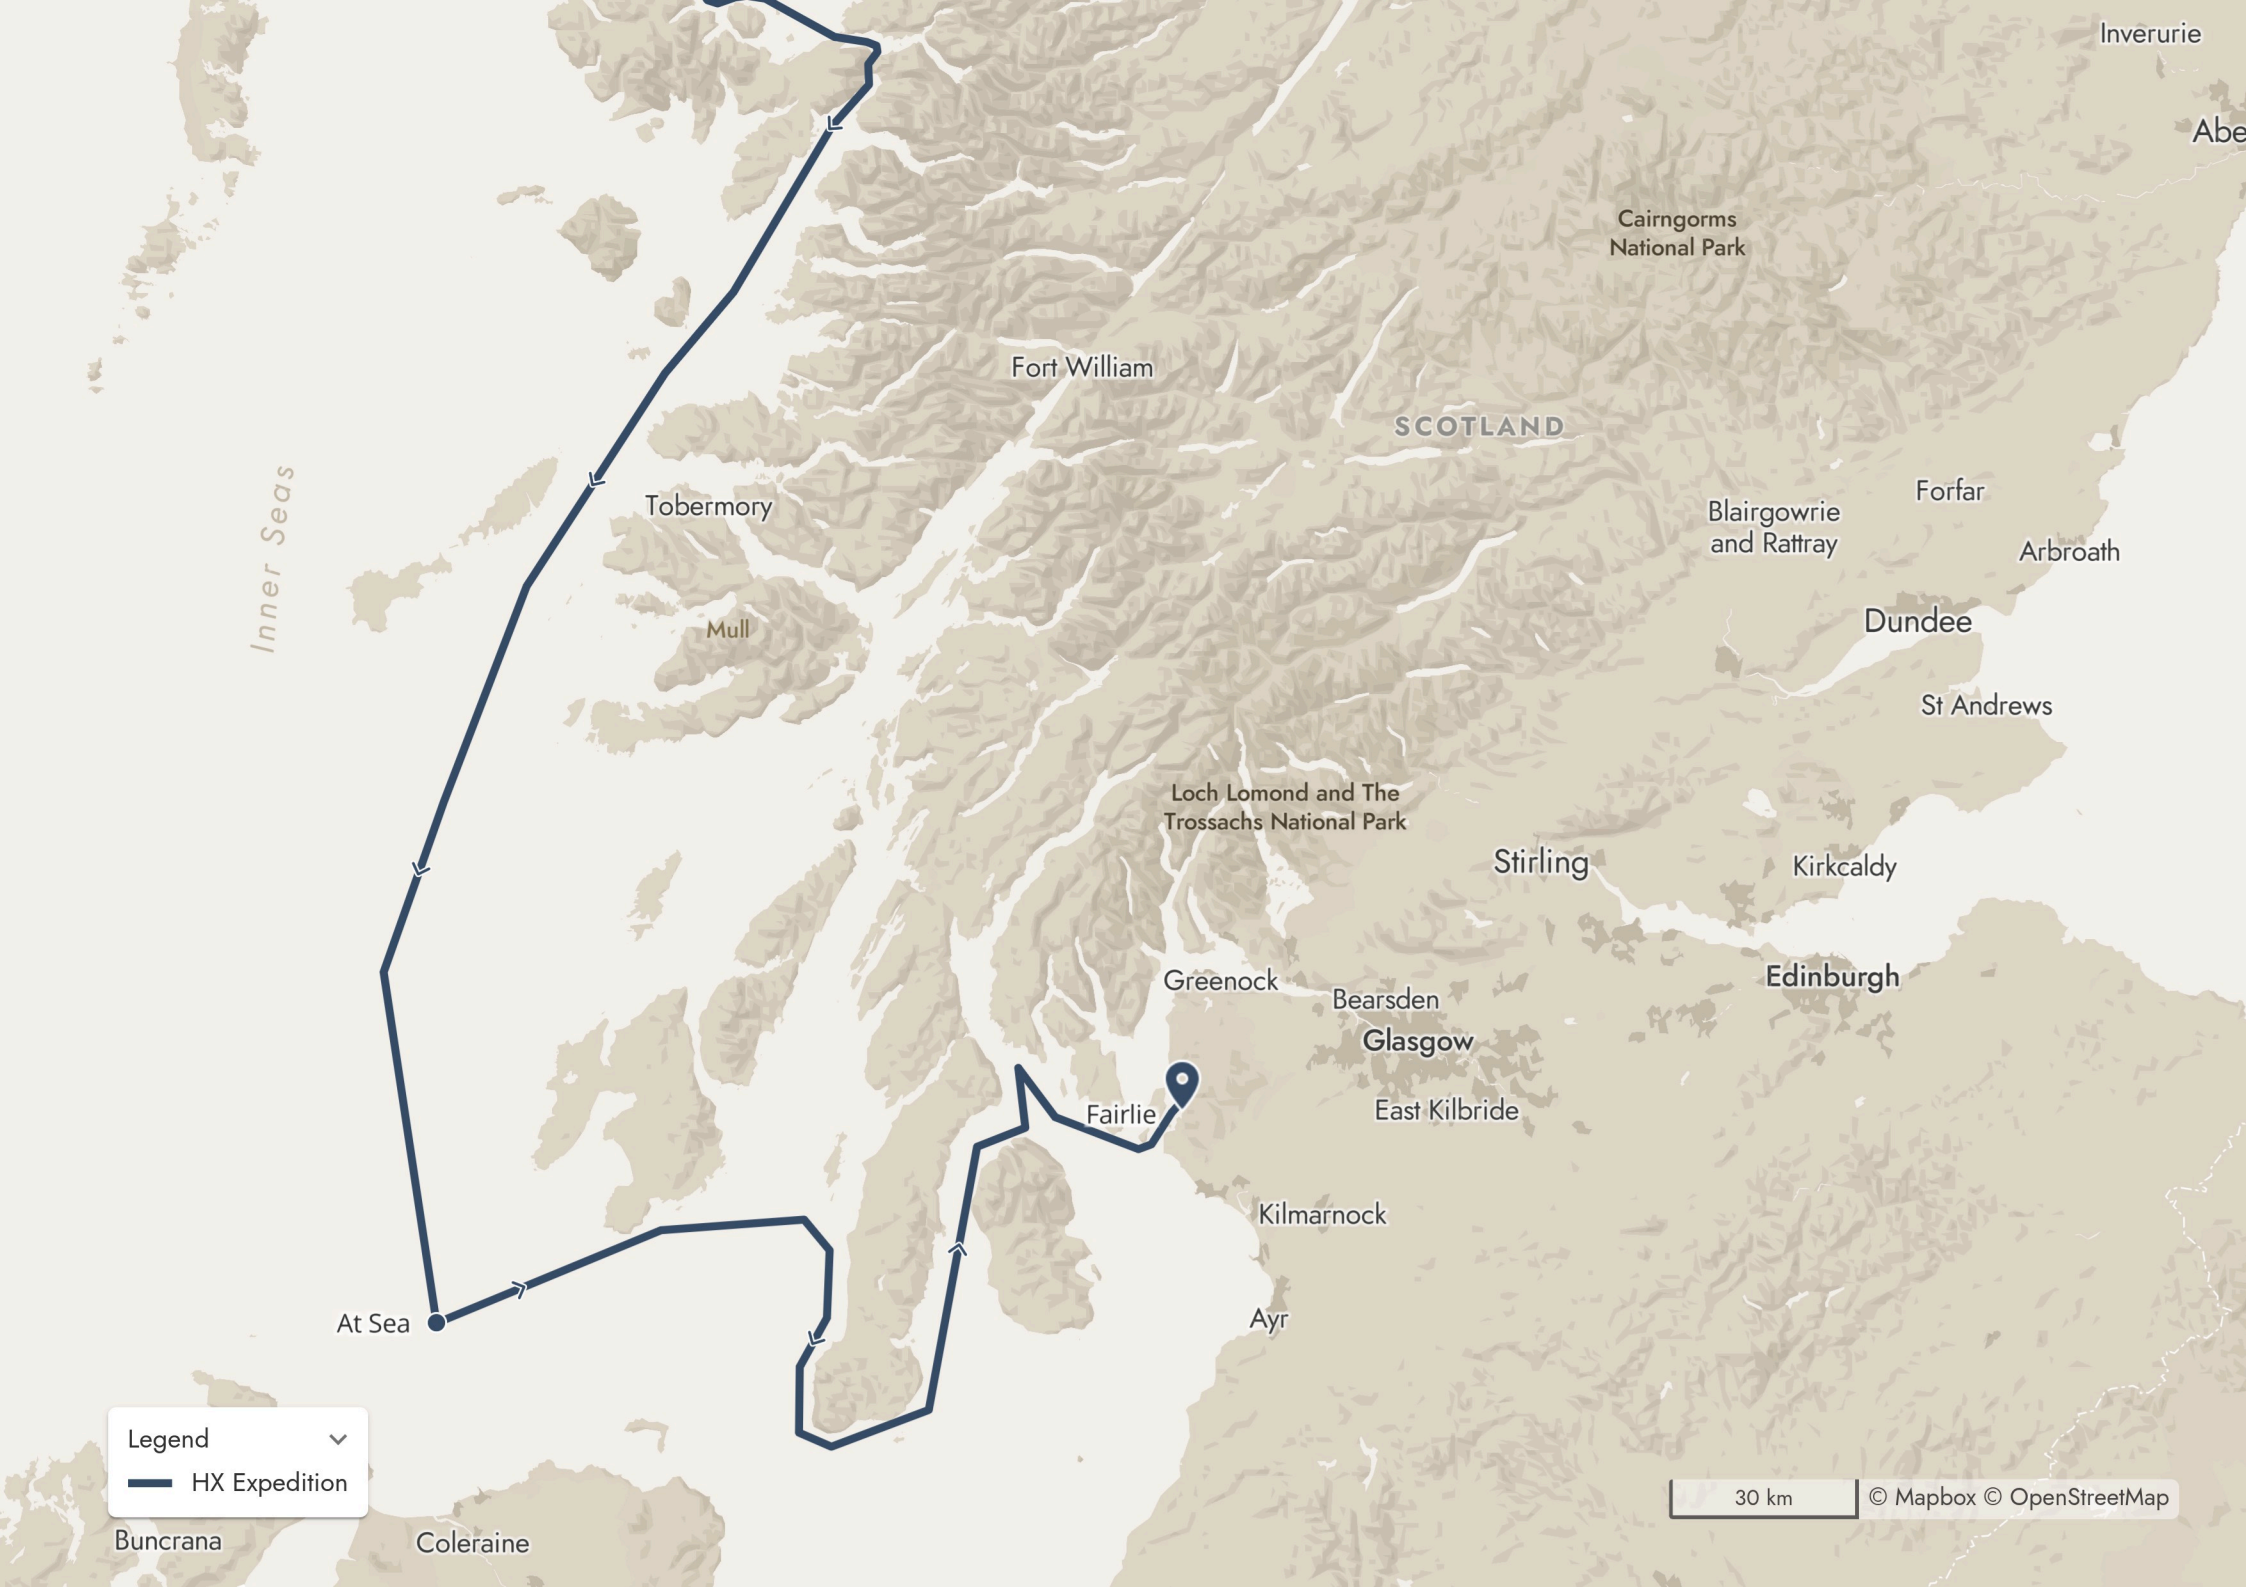 Inverurie
Abe
Cairngorms
National Park
Fort William
SCOTLAND
Inner Seas
Tobermory
Forfar
Blairgowrie
and Rattray
Arbroath
Dundee
Mull
St Andrews
Loch Lomond and The
Trossachs National Park
Stirling
Kirkcaldy
Greenock
Edinburgh
Bearsden
Glasgow
Fairlie
East Kilbride
Kilmarnock
At Sea
Ayr
Legend
HX Expedition
30 km
© Mapbox © OpenStreetMap
Buncrana
Coleraine